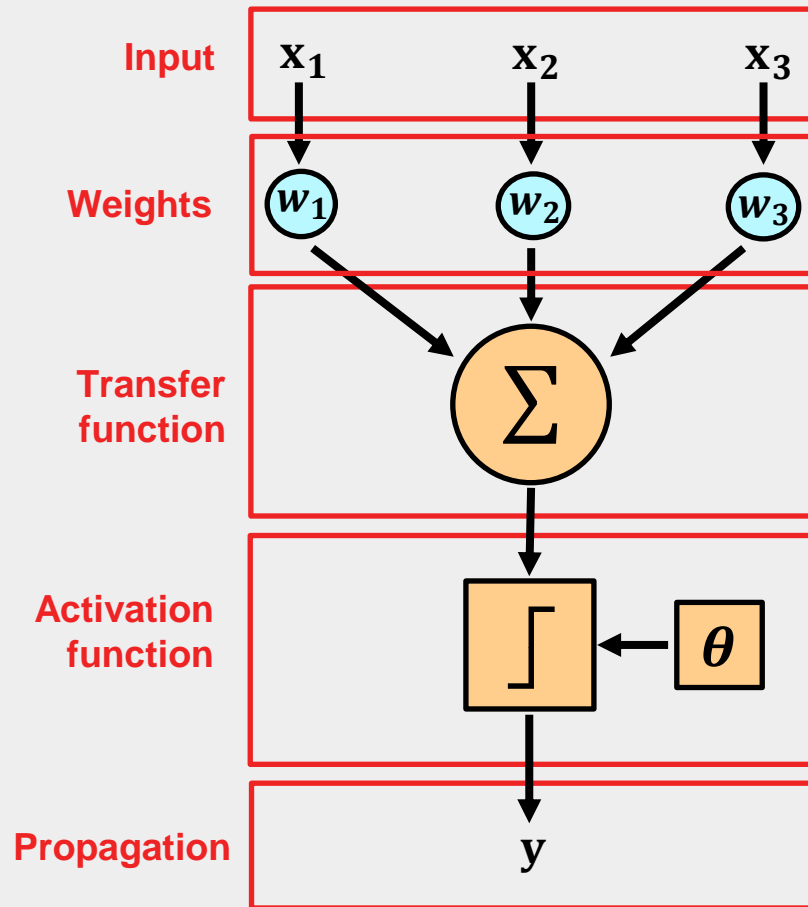 Input x₁ x₂ x₃
Weights w₁ w₂ w₃
Transfer
function
Σ
Activation
function
θ
Propagation y